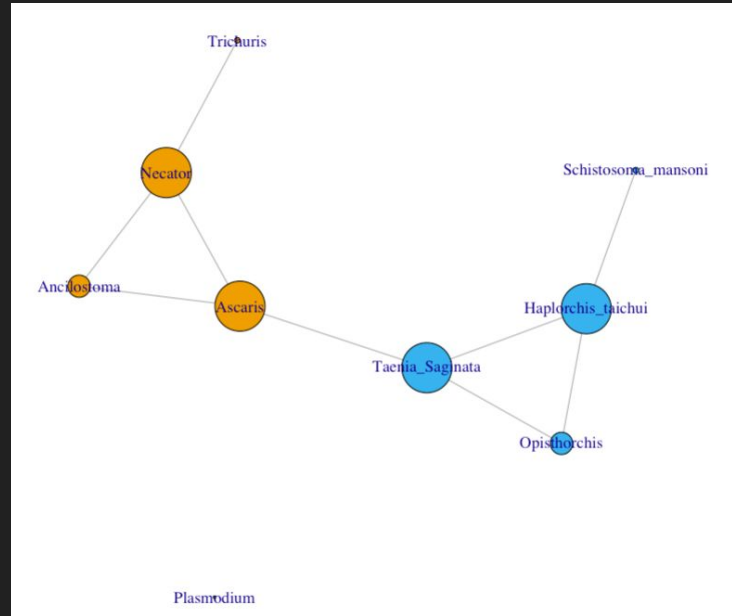 Trichuris
Necator
Schistosoma_mansoni
Ancilostoma
Ascaris
Haplorchis_taichui
Taenia_Saginata
Opisthorchis
Plasmodium